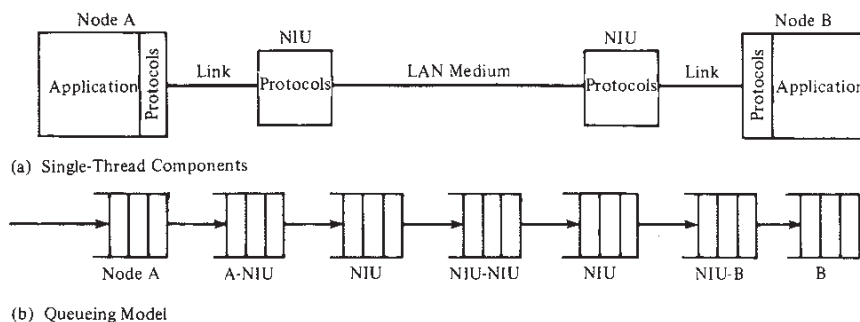 Node A
Node B
NIU
NIU
Application
Protocols
Link
Protocols
LAN Medium
Protocols
Link
Protocols
Application
(a) Single-Thread Components
Node A
A-NIU
NIU
NIU-NIU
NIU
NIU-B
B
(b) Queueing Model